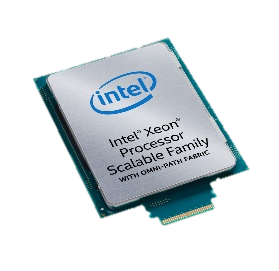 intel
Intel® Xeon®
Processor
Scalable Family
WITH OMNI-PATH FABRIC